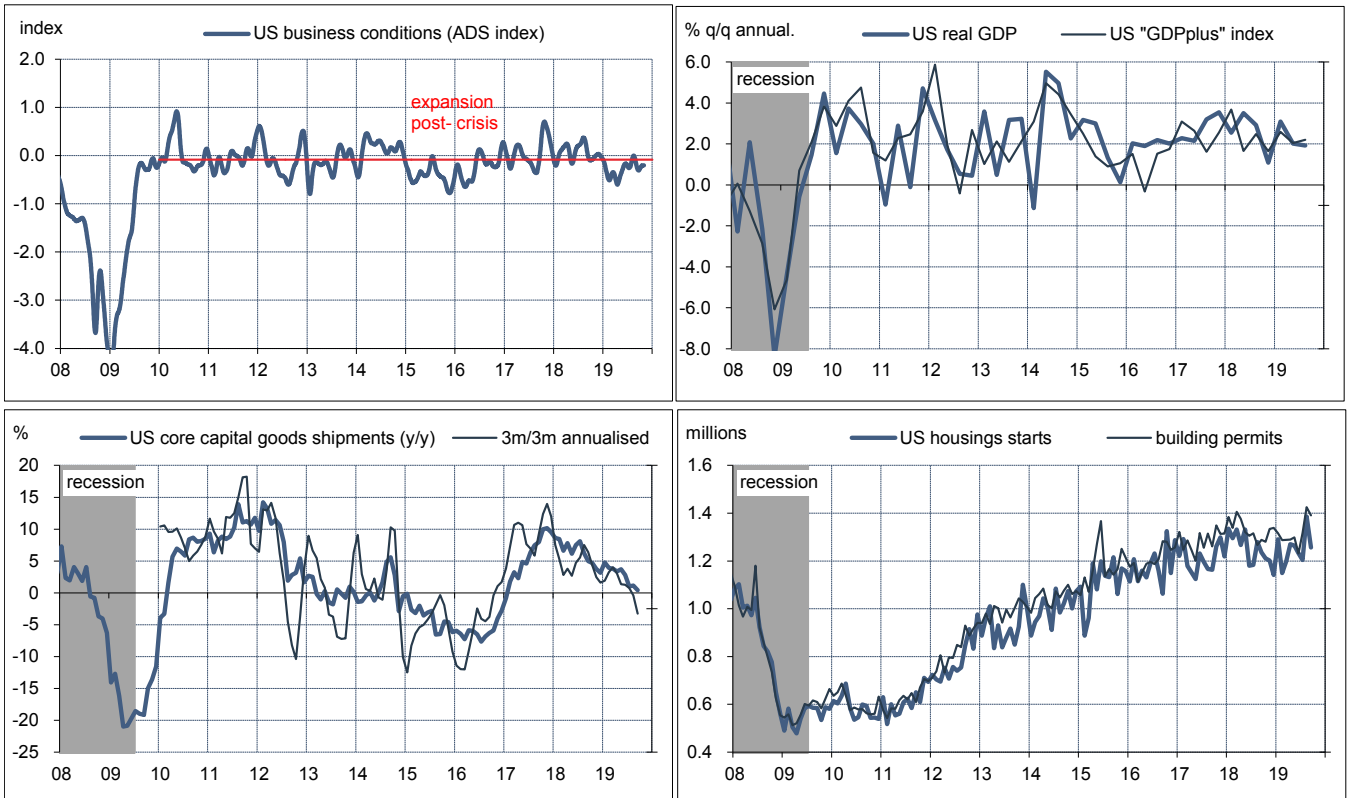 index
US business conditions (ADS index)
2.0
1.0
0.0
-1.0
-2.0
-3.0
-4.0
expansion
post- crisis
08 09 10 11 12 13 14 15 16 17 18 19
% q/q annual.
US real GDP
US "GDPplus" index
6.0
4.0
2.0
0.0
-2.0
-4.0
-6.0
-8.0
recession
08 09 10 11 12 13 14 15 16 17 18 19
%
US core capital goods shipments (y/y)
3m/3m annualised
20
15
10
5
0
-5
-10
-15
-20
-25
recession
08 09 10 11 12 13 14 15 16 17 18 19
millions
US housings starts
building permits
1.6
1.4
1.2
1.0
0.8
0.6
0.4
recession
08 09 10 11 12 13 14 15 16 17 18 19